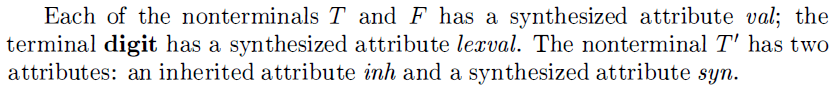 Each of the nonterminals T and F has a synthesized attribute val; the
terminal digit has a synthesized attribute lexval. The nonterminal T′ has two
attributes: an inherited attribute inh and a synthesized attribute syn.